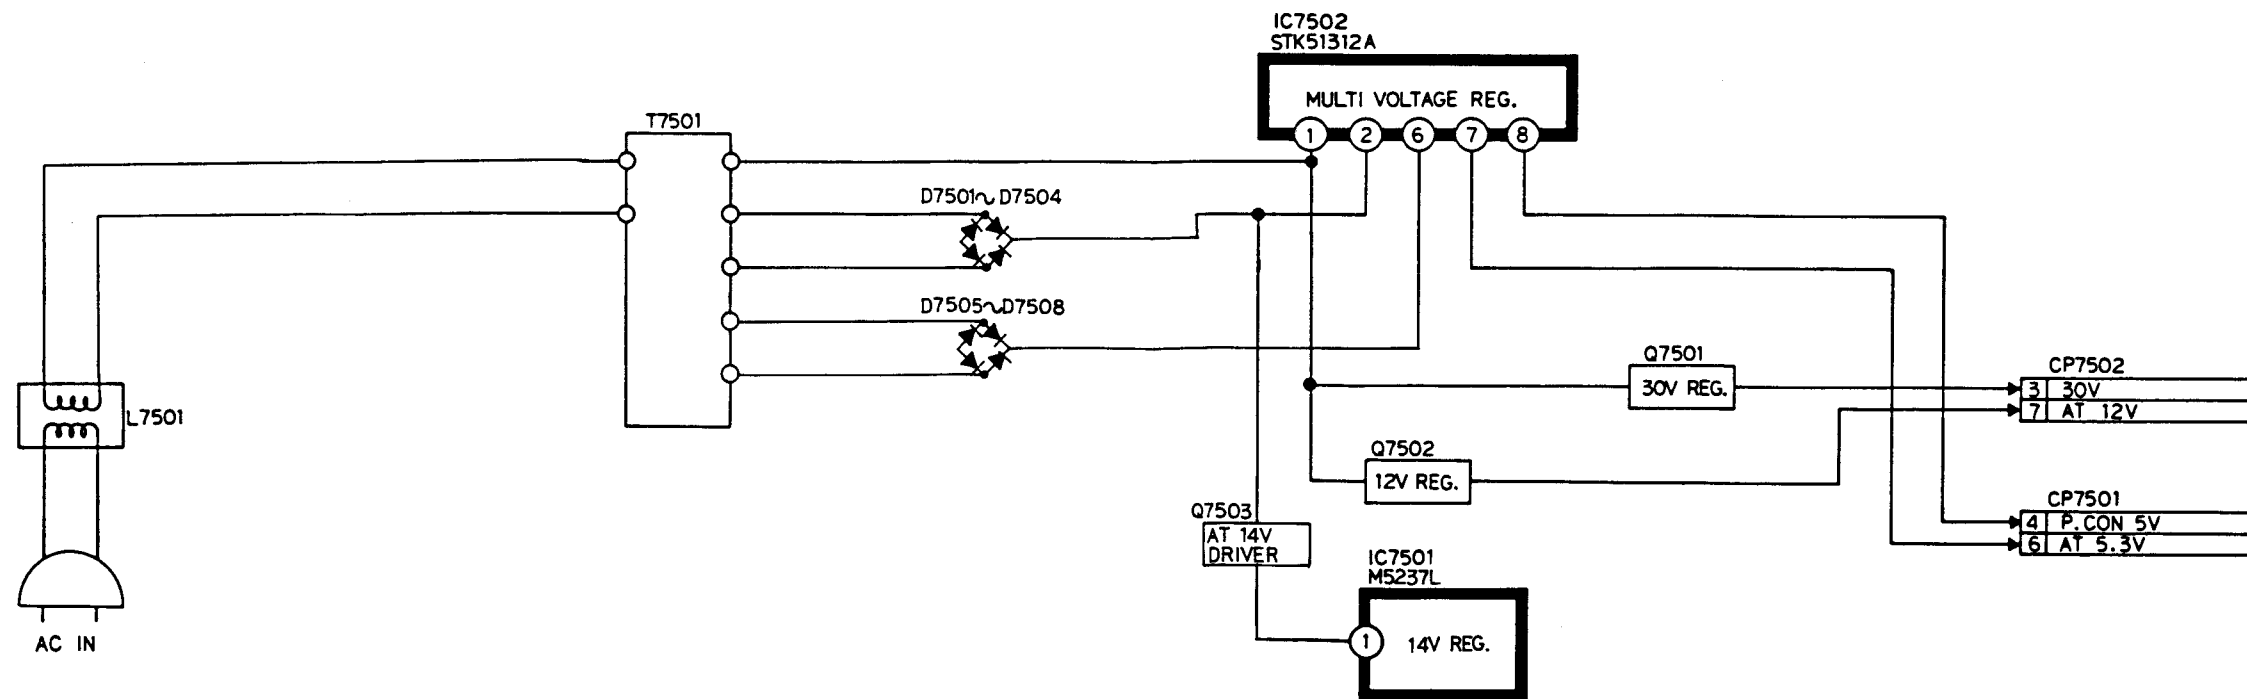 IC7502
STK51312A
MULTI VOLTAGE REG.
1 2 6 7 8
T7501
D7501~D7504
D7505~D7508
L7501
AC IN
Q7501
30V REG.
Q7502
12V REG.
Q7503
AT 14V
DRIVER
IC7501
M5237L
1 14V REG.
CP7502
3 30V
7 AT 12V
CP7501
4 P.CON 5V
6 AT 5.3V